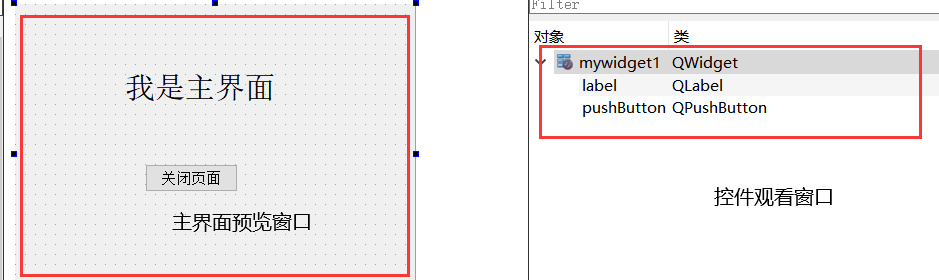 我是主界面
关闭页面
主界面预览窗口
Filter
对象 类
mywidget1 QWidget
label QLabel
pushButton QPushButton
控件观看窗口